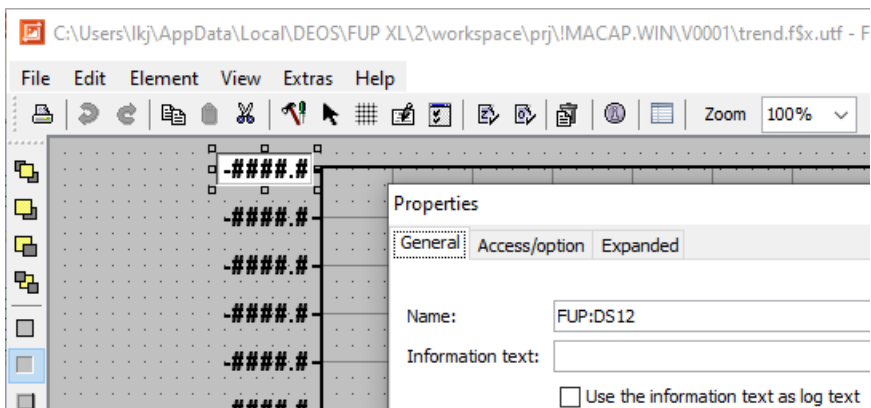 C:\Users\lkj\AppData\Local\DEOS\FUP XL\2\workspace\prj\!MACAP.WIN\V0001\trend.f$x.utf - F
File Edit Element View Extras Help
Zoom 100%
-####.#
-####.#
-####.#
-####.#
-####.#
-####.#
Properties
General Access/option Expanded
Name: FUP:DS12
Information text:
Use the information text as log text